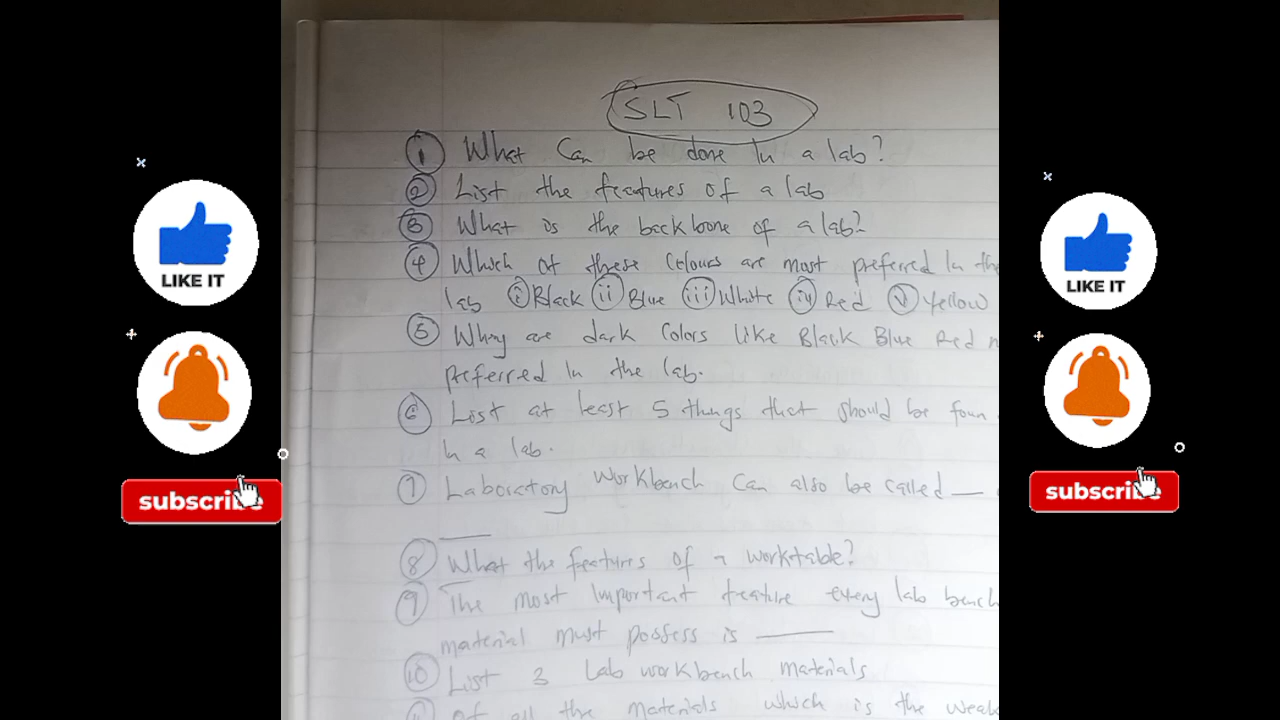 SLT 103
① What can be done in a lab?
② List the features of a lab
③ What is the backbone of a lab?
④ Which of these colours are most preferred in the
lab ⓘ Black ⓘⓘ Blue ⓘⓘⓘ White ⓘⓥ Red ⓥ Yellow
⑤ Whny are dark colors like Black Blue Red
preferred in the lab.
⑥ List at least 5 things that should be foun
in a lab.
⑦ Laboratory workbench can also be called __
__
⑧ What the features of a worktable?
⑨ The most important feature every lab bench
material must possess is ____
⑩ List 3 Lab workbench materials
Of all the materials which is the weak
LIKE IT
subscribe
LIKE IT
subscribe